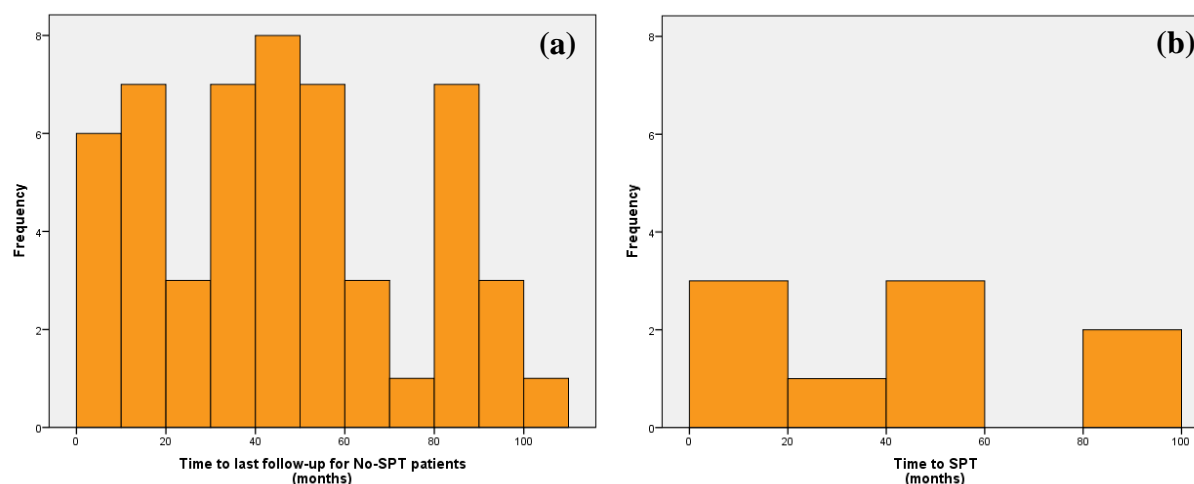 (a)
8
6
4
2
0
Frequency
0 20 40 60 80 100
Time to last follow-up for No-SPT patients
(months)
(b)
8
6
4
2
0
Frequency
0 20 40 60 80 100
Time to SPT
(months)